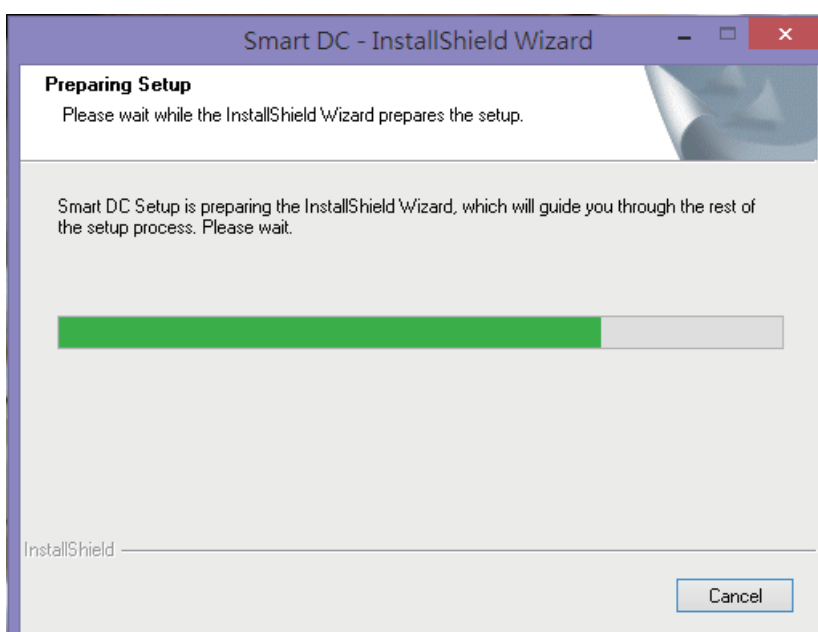 Smart DC - InstallShield Wizard
Preparing Setup
Please wait while the InstallShield Wizard prepares the setup.
Smart DC Setup is preparing the InstallShield Wizard, which will guide you through the rest of
the setup process. Please wait.
InstallShield
Cancel